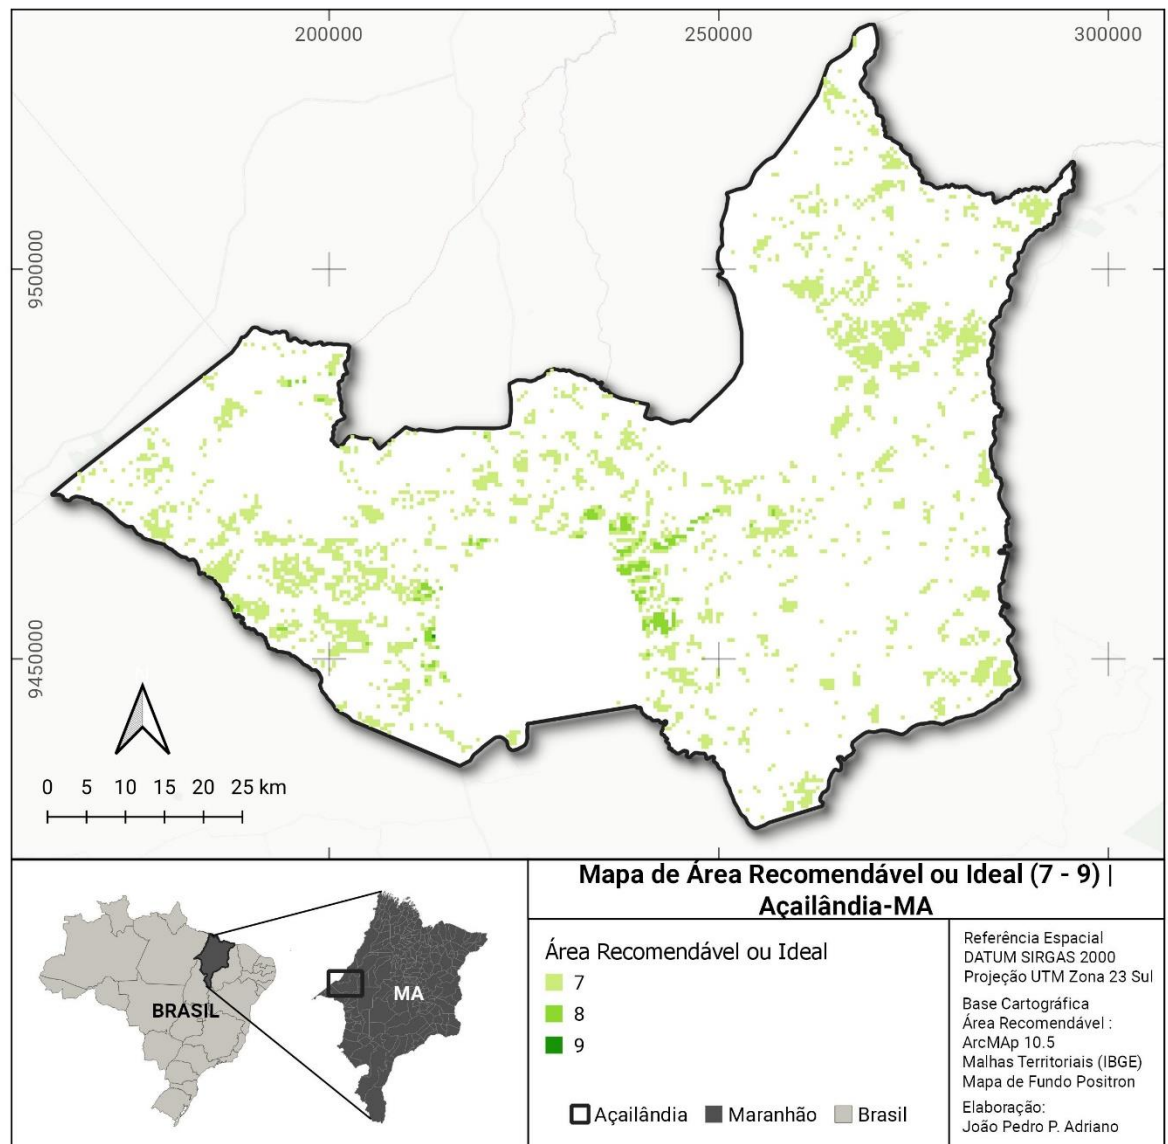 200000
250000
300000
9500000
9450000
0 5 10 15 20 25 km
BRASIL
MA
Mapa de Área Recomendável ou Ideal (7 - 9) |
Açailândia-MA
Área Recomendável ou Ideal
7
8
9
Açailândia
Maranhão
Brasil
Referência Espacial
DATUM SIRGAS 2000
Projeção UTM Zona 23 Sul
Base Cartográfica
Área Recomendável :
ArcMAp 10.5
Malhas Territoriais (IBGE)
Mapa de Fundo Positron
Elaboração:
João Pedro P. Adriano